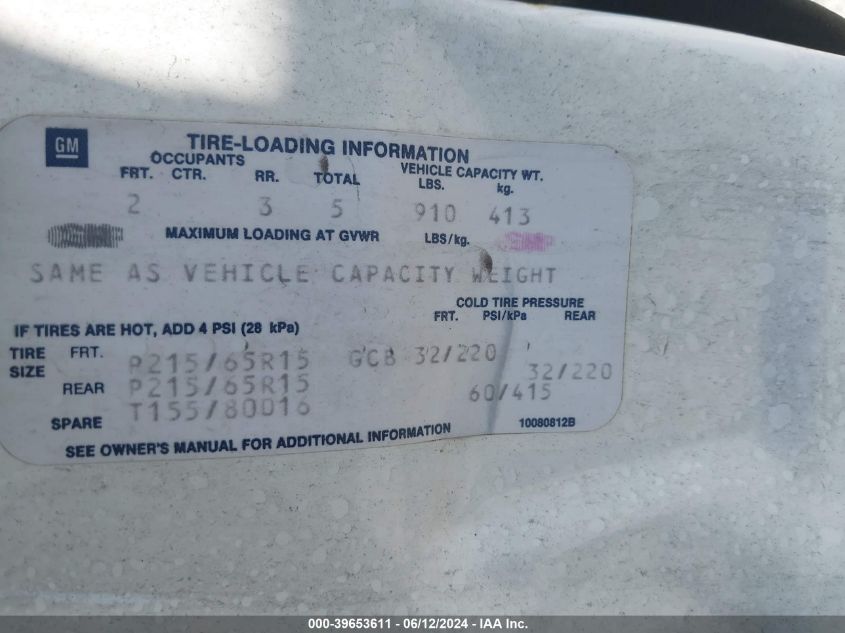 GM TIRE-LOADING INFORMATION
OCCUPANTS VEHICLE CAPACITY WT.
FRT. CTR. RR. TOTAL LBS. kg.
2 3 5 910 413
MAXIMUM LOADING AT GVWR LBS/kg.
SAME AS VEHICLE CAPACITY WEIGHT
COLD TIRE PRESSURE
IF TIRES ARE HOT, ADD 4 PSI (28 kPa) FRT. PSI/kPa REAR
TIRE SIZE FRT. P215/65R15 GCB 32/220
REAR P215/65R15 32/220
SPARE T155/80D16 60/415
SEE OWNER'S MANUAL FOR ADDITIONAL INFORMATION 10080812B
000-39653611 - 06/12/2024 - IAA Inc.